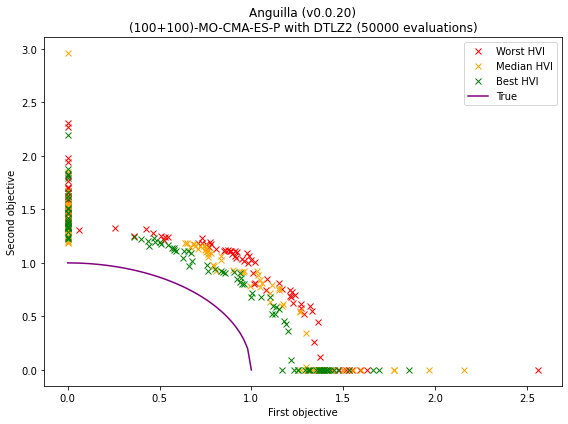 Anguilla (v0.0.20)
(100+100)-MO-CMA-ES-P with DTLZ2 (50000 evaluations)
Worst HVI
Median HVI
Best HVI
True
Second objective
3.0
2.5
2.0
1.5
1.0
0.5
0.0
0.0
0.5
1.0
1.5
2.0
2.5
First objective